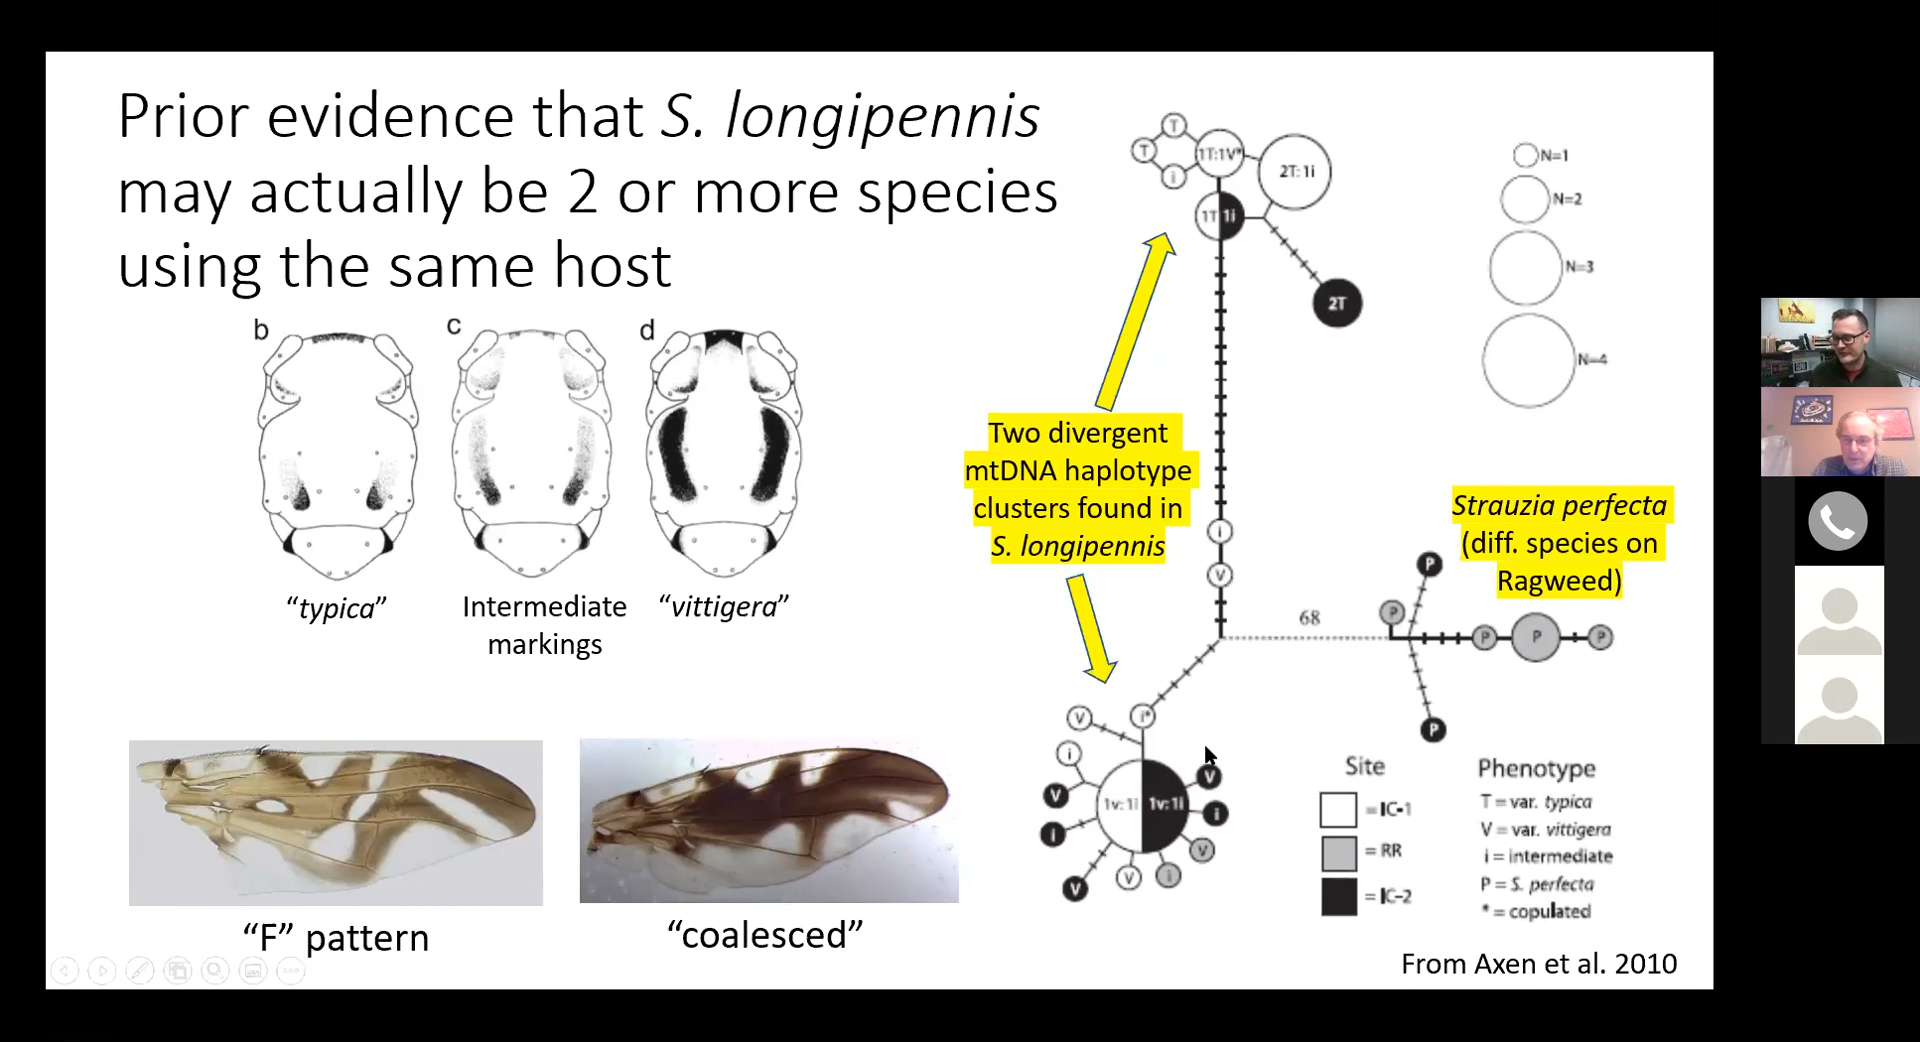 Prior evidence that S. longipennis
may actually be 2 or more species
using the same host
b
c
d
“typica”
Intermediate
markings
“vittigera”
“F” pattern
“coalesced”
T
T
i
1T:1V*
2T:1i
1T 1i
2T
N=1
N=2
N=3
N=4
Two divergent
mtDNA haplotype
clusters found in
S. longipennis
i
V
68
Strauzia perfecta
(diff. species on
Ragweed)
P
P
P
P
P
P
V
i*
i
V
i
V
V
i
V
V
i
1v:1i
1v:1i
Site
= IC-1
= RR
= IC-2
Phenotype
T = var. typica
V = var. vittigera
i = intermediate
P = S. perfecta
* = copulated
From Axen et al. 2010